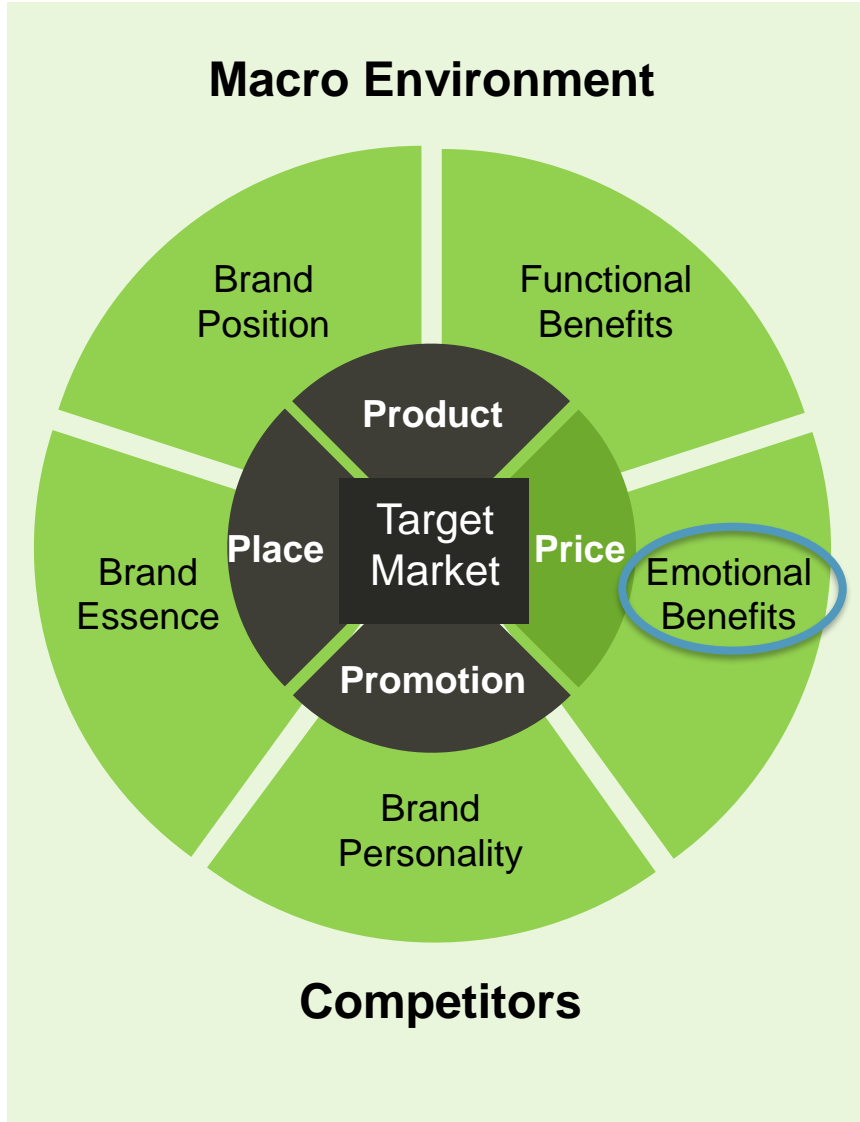 Macro Environment
Brand
Position
Functional
Benefits
Product
Place
Target
Market
Price
Brand
Essence
Emotional
Benefits
Promotion
Brand
Personality
Competitors